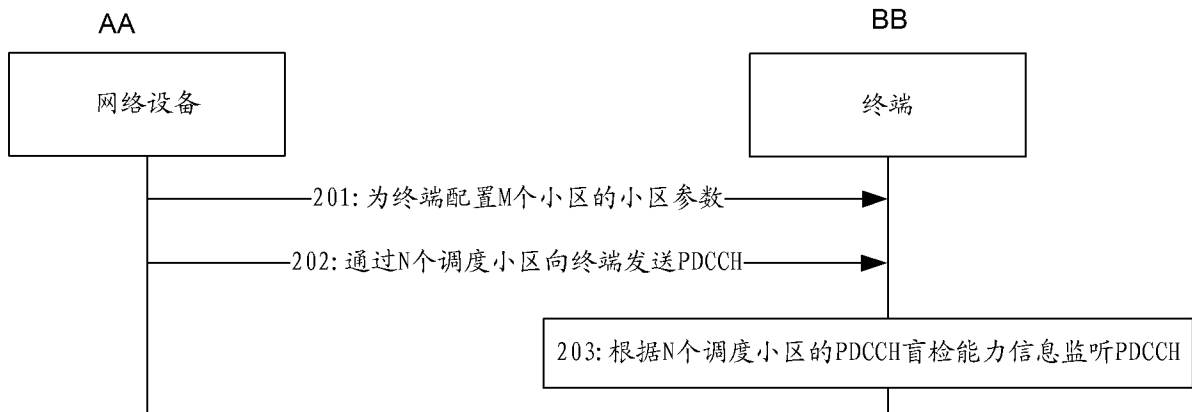 AA
BB
网络设备
终端
201:为终端配置M个小区的小区参数
202:通过N个调度小区向终端发送PDCCH
203:根据N个调度小区的PDCCH盲检能力信息监听PDCCH